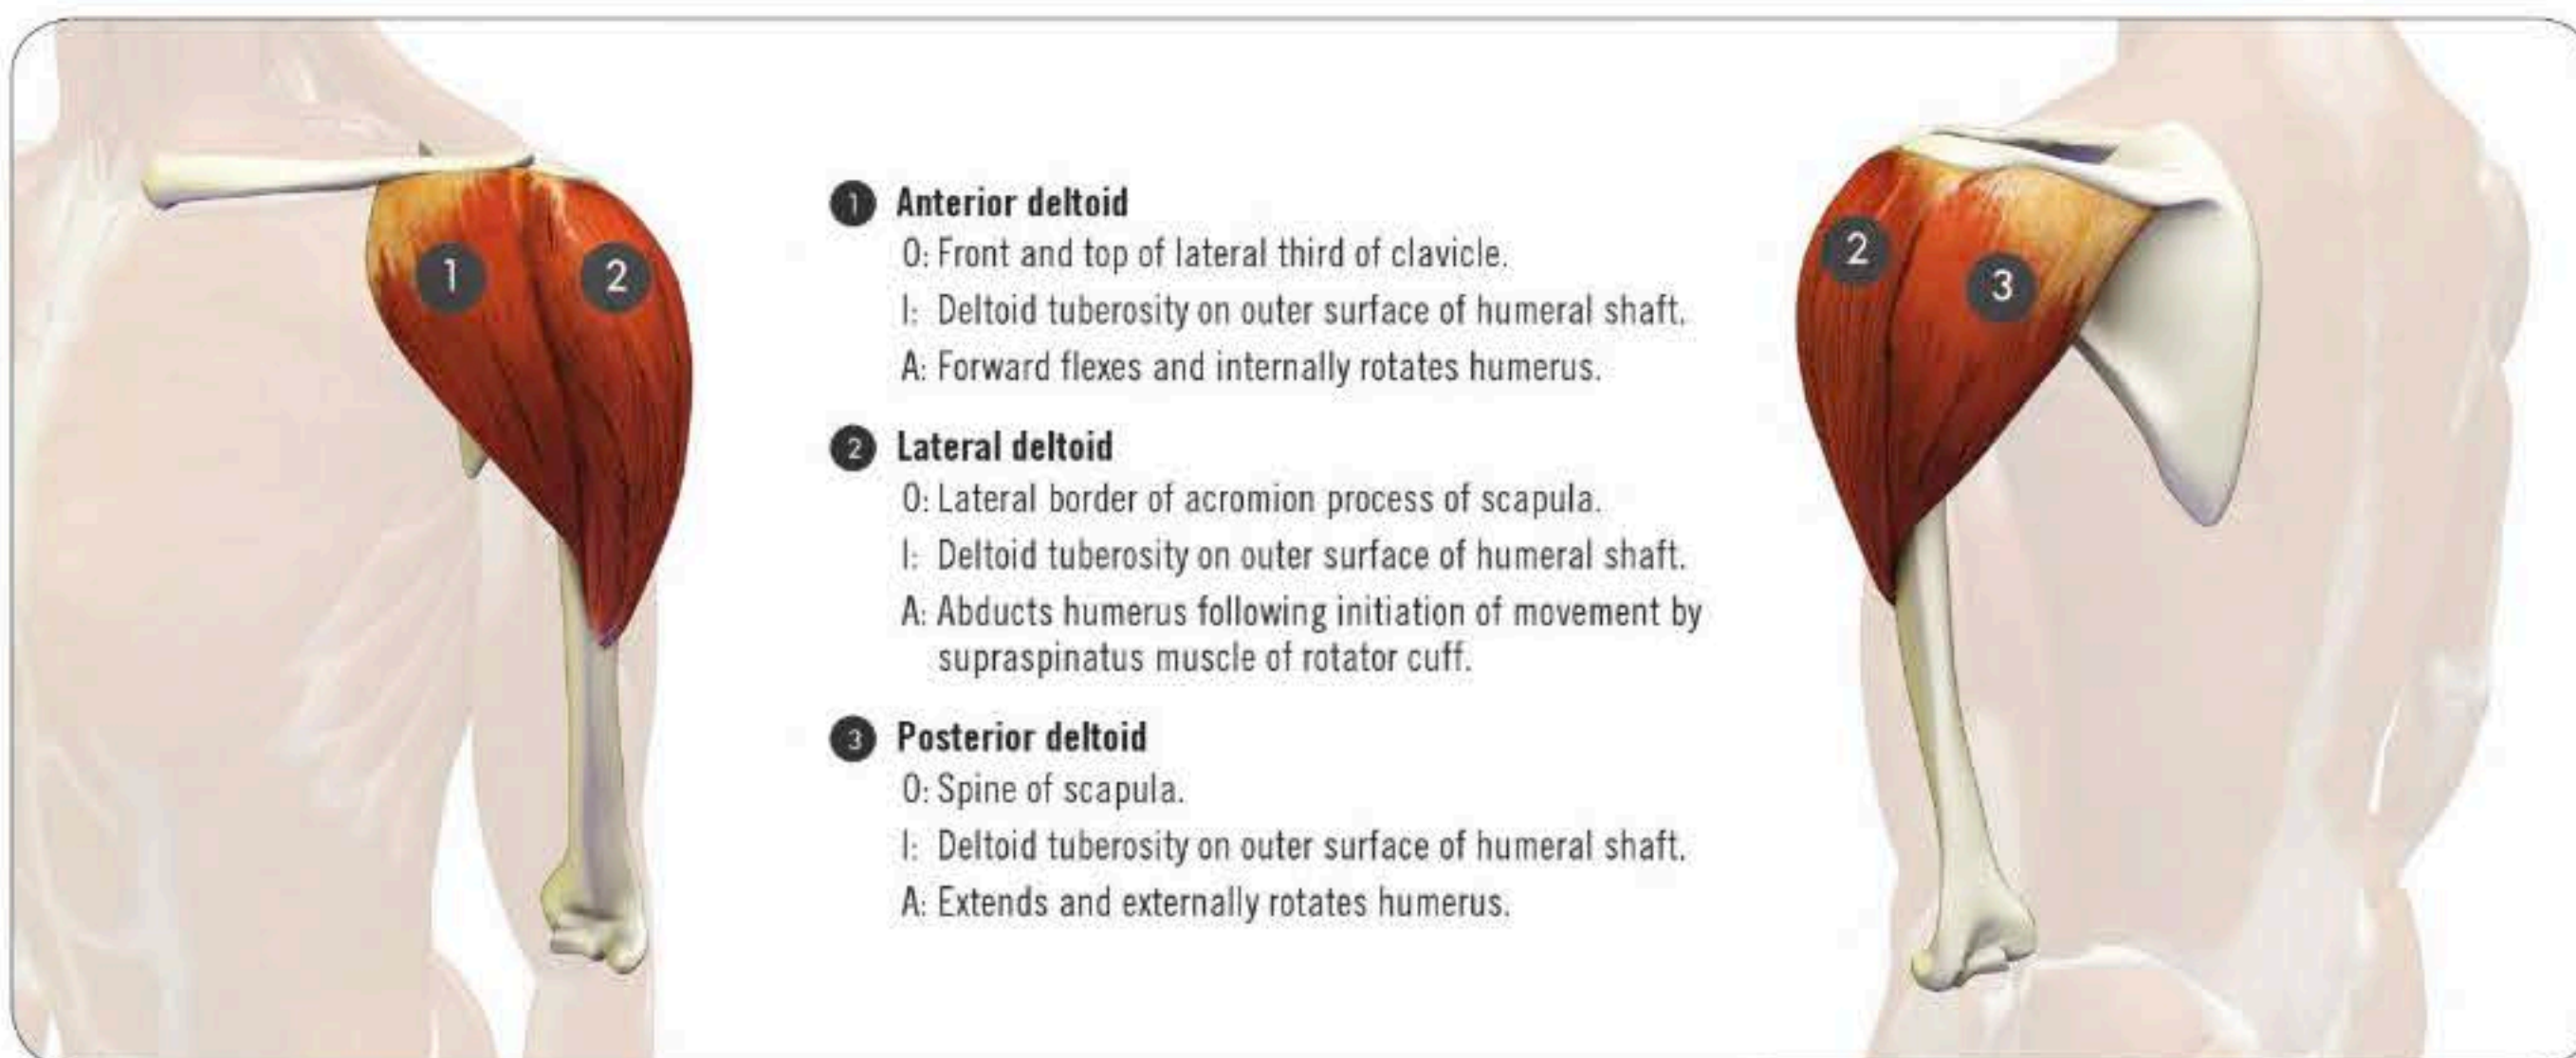 1 Anterior deltoid
O: Front and top of lateral third of clavicle.
I: Deltoid tuberosity on outer surface of humeral shaft.
A: Forward flexes and internally rotates humerus.
2 Lateral deltoid
O: Lateral border of acromion process of scapula.
I: Deltoid tuberosity on outer surface of humeral shaft.
A: Abducts humerus following initiation of movement by
supraspinatus muscle of rotator cuff.
3 Posterior deltoid
O: Spine of scapula.
I: Deltoid tuberosity on outer surface of humeral shaft.
A: Extends and externally rotates humerus.
1
2
2
3